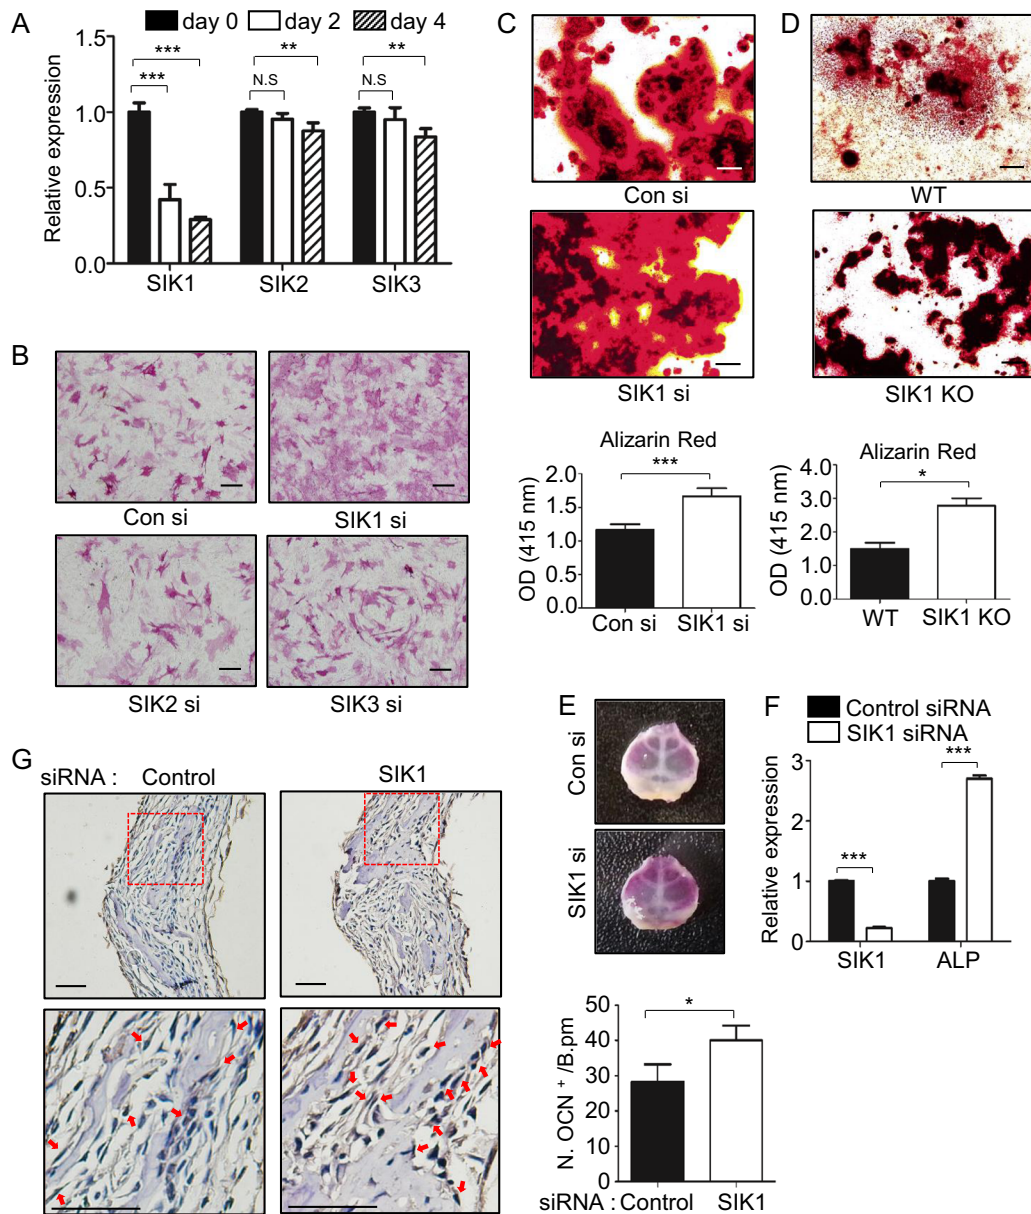 A
day 0 day 2 day 4
Relative expression
1.5
1.0
0.5
0.0
***
***
**
N.S
**
N.S
SIK1 SIK2 SIK3
B
Con si
SIK1 si
SIK2 si
SIK3 si
C
Con si
SIK1 si
Alizarin Red
OD (415 nm)
2.0
1.5
1.0
0.5
0.0
***
Con si SIK1 si
D
WT
SIK1 KO
Alizarin Red
OD (415 nm)
4.0
3.0
2.0
1.0
0.0
*
WT SIK1 KO
E
Con si
SIK1 si
F
Control siRNA
SIK1 siRNA
Relative expression
3
2
1
0
***
***
SIK1 ALP
G
siRNA : Control SIK1
N. OCN + /B.pm
50
40
30
20
10
0
*
siRNA : Control SIK1